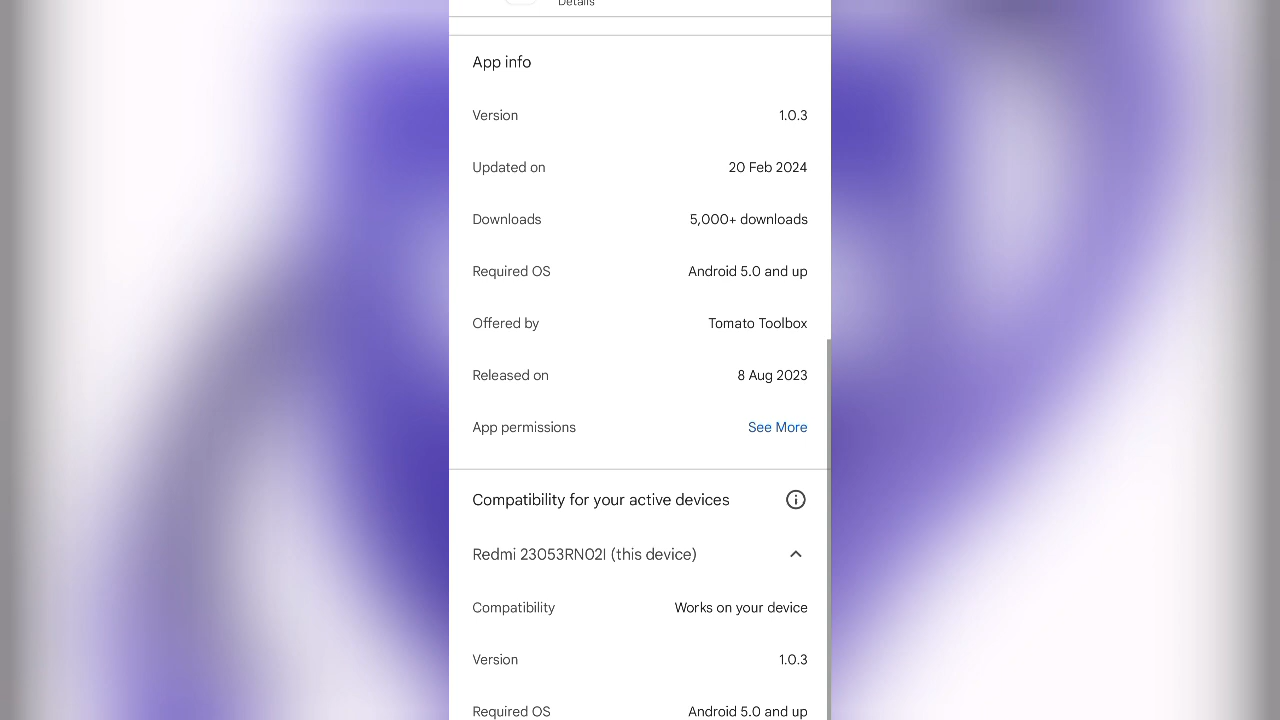 Details
App info
Version 1.0.3
Updated on 20 Feb 2024
Downloads 5,000+ downloads
Required OS Android 5.0 and up
Offered by Tomato Toolbox
Released on 8 Aug 2023
App permissions See More
Compatibility for your active devices
Redmi 23053RN02I (this device)
Compatibility Works on your device
Version 1.0.3
Required OS Android 5.0 and up